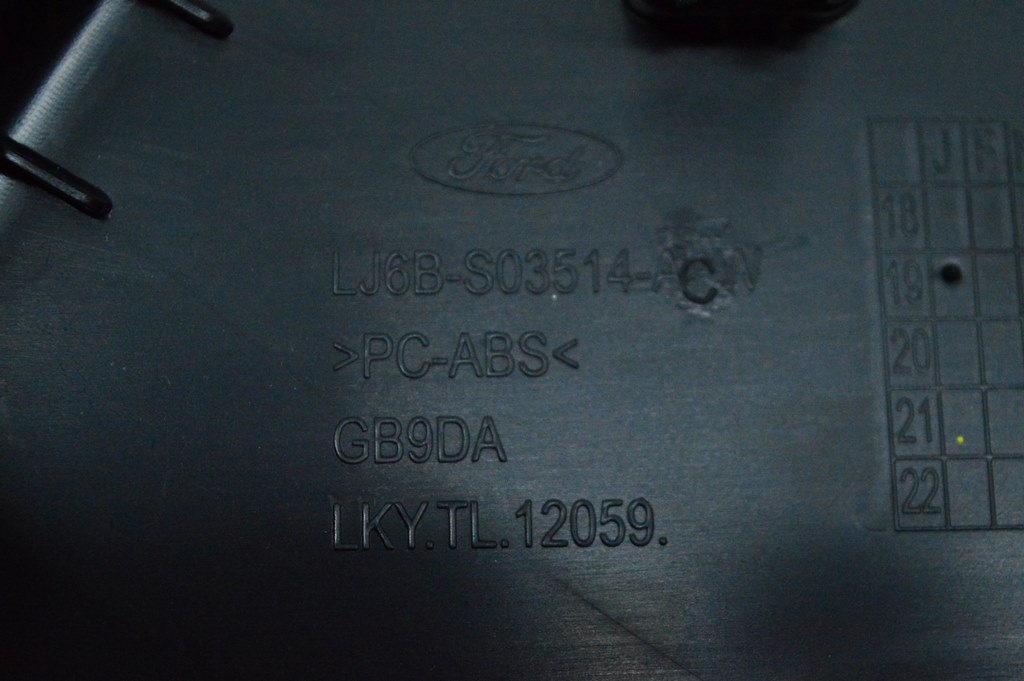 Ford
LJ6B-S03514-A C W
>PC-ABS<
GB9DA
LKY.TL.12059.
J F
18
19
20
21
22